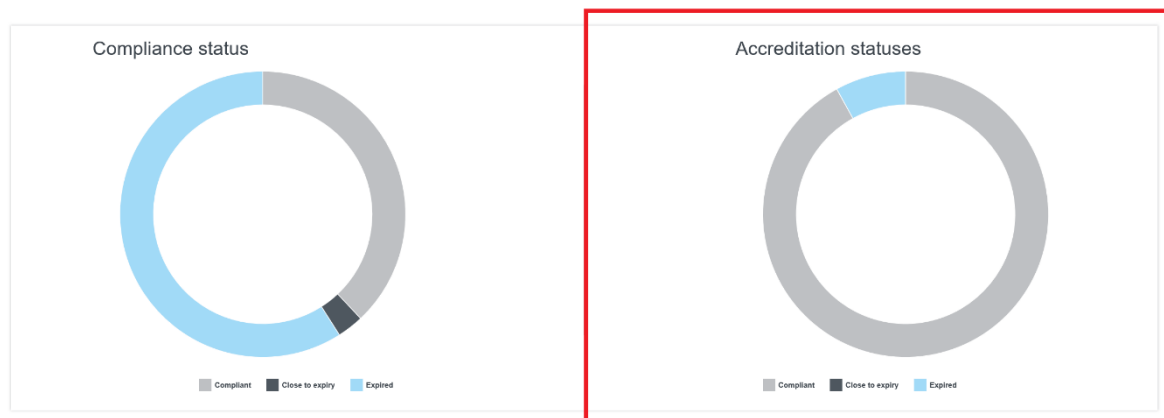 Compliance status
Compliant Close to expiry Expired
Accreditation statuses
Compliant Close to expiry Expired